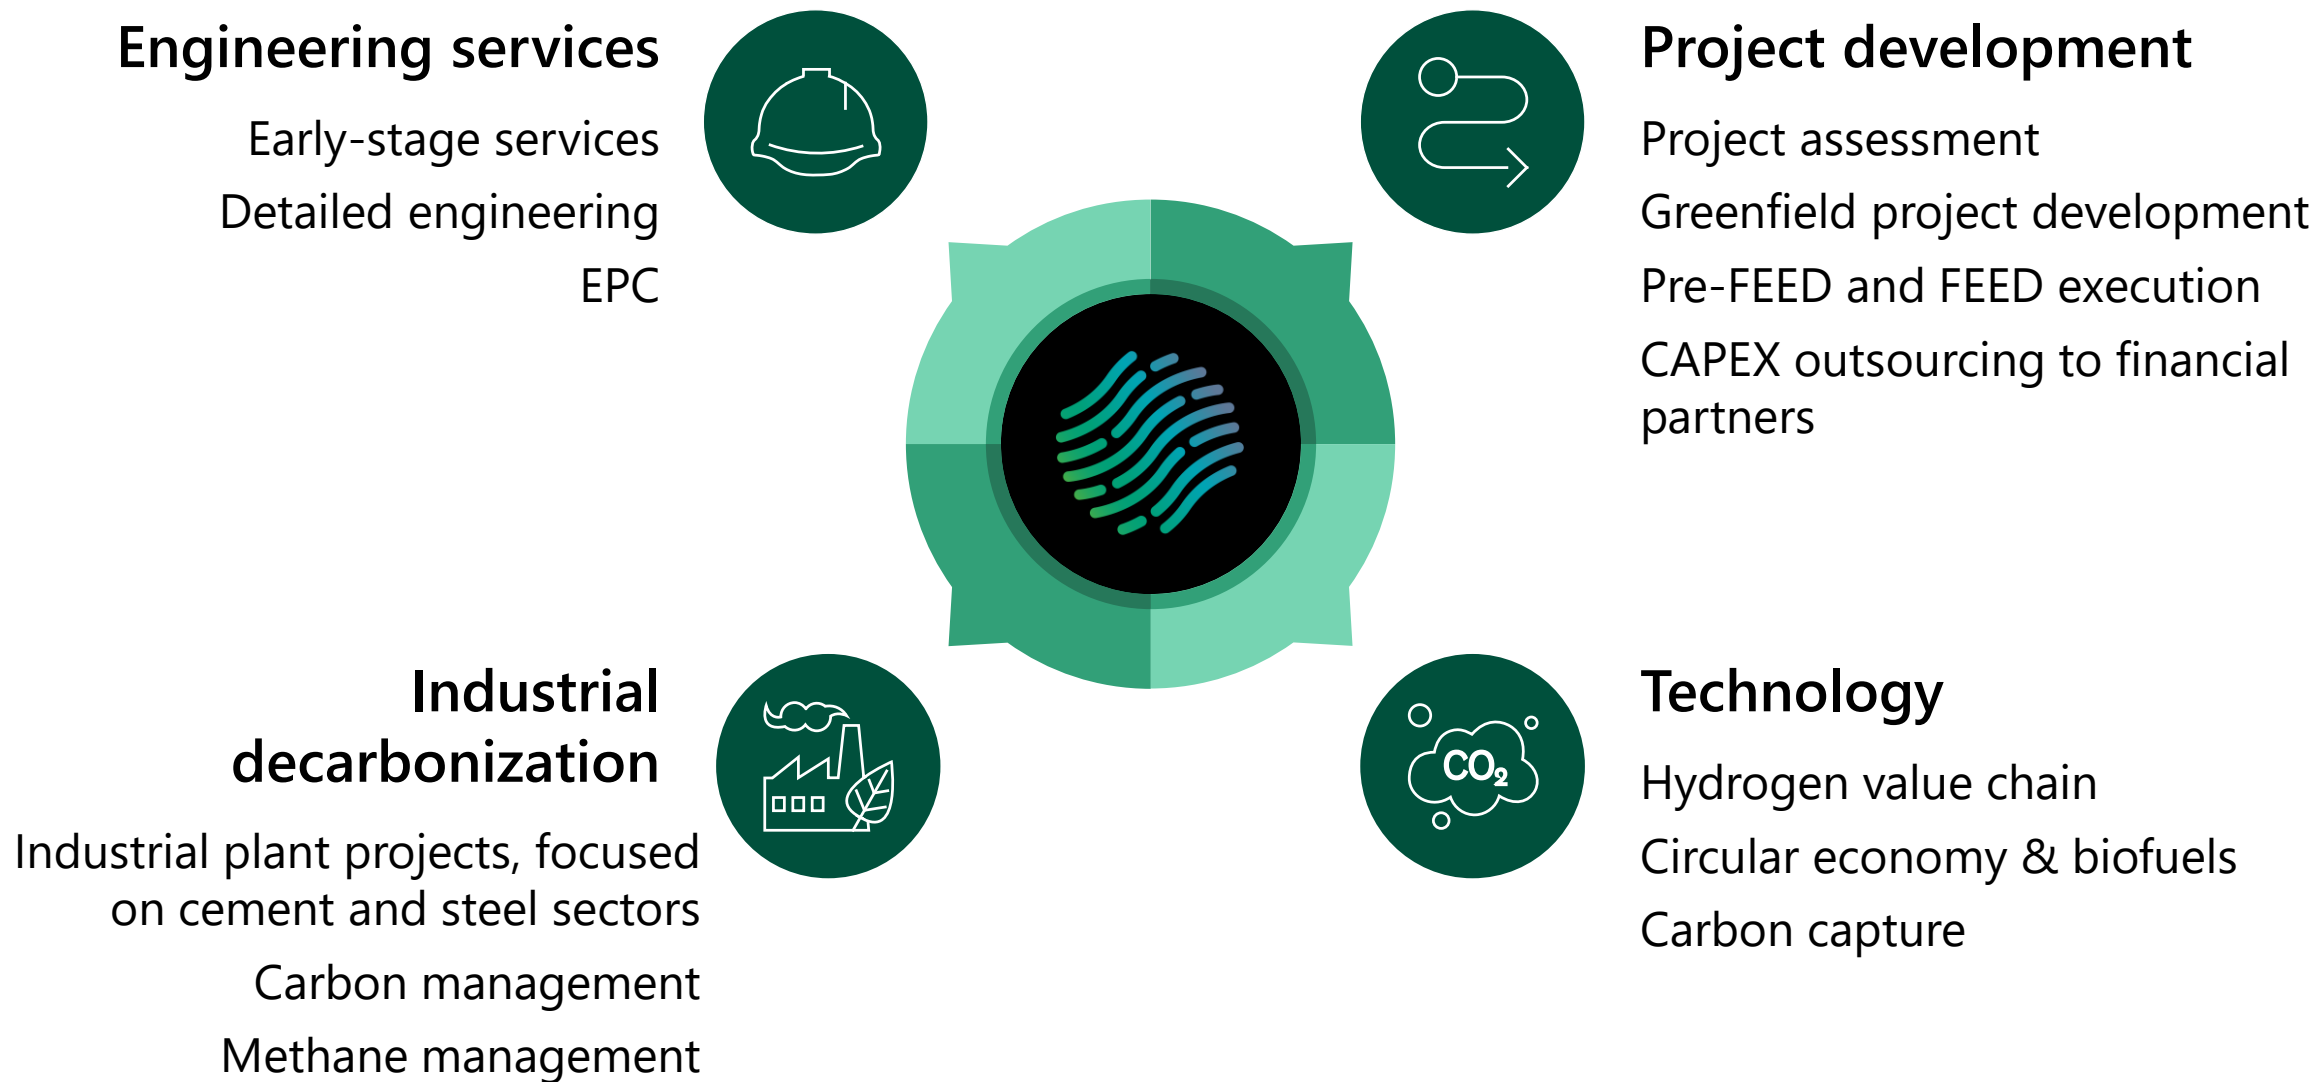 Engineering services
Early-stage services
Detailed engineering
EPC
Project development
Project assessment
Greenfield project development
Pre-FEED and FEED execution
CAPEX outsourcing to financial
partners
Industrial
decarbonization
Industrial plant projects, focused
on cement and steel sectors
Carbon management
Methane management
CO₂
Technology
Hydrogen value chain
Circular economy & biofuels
Carbon capture